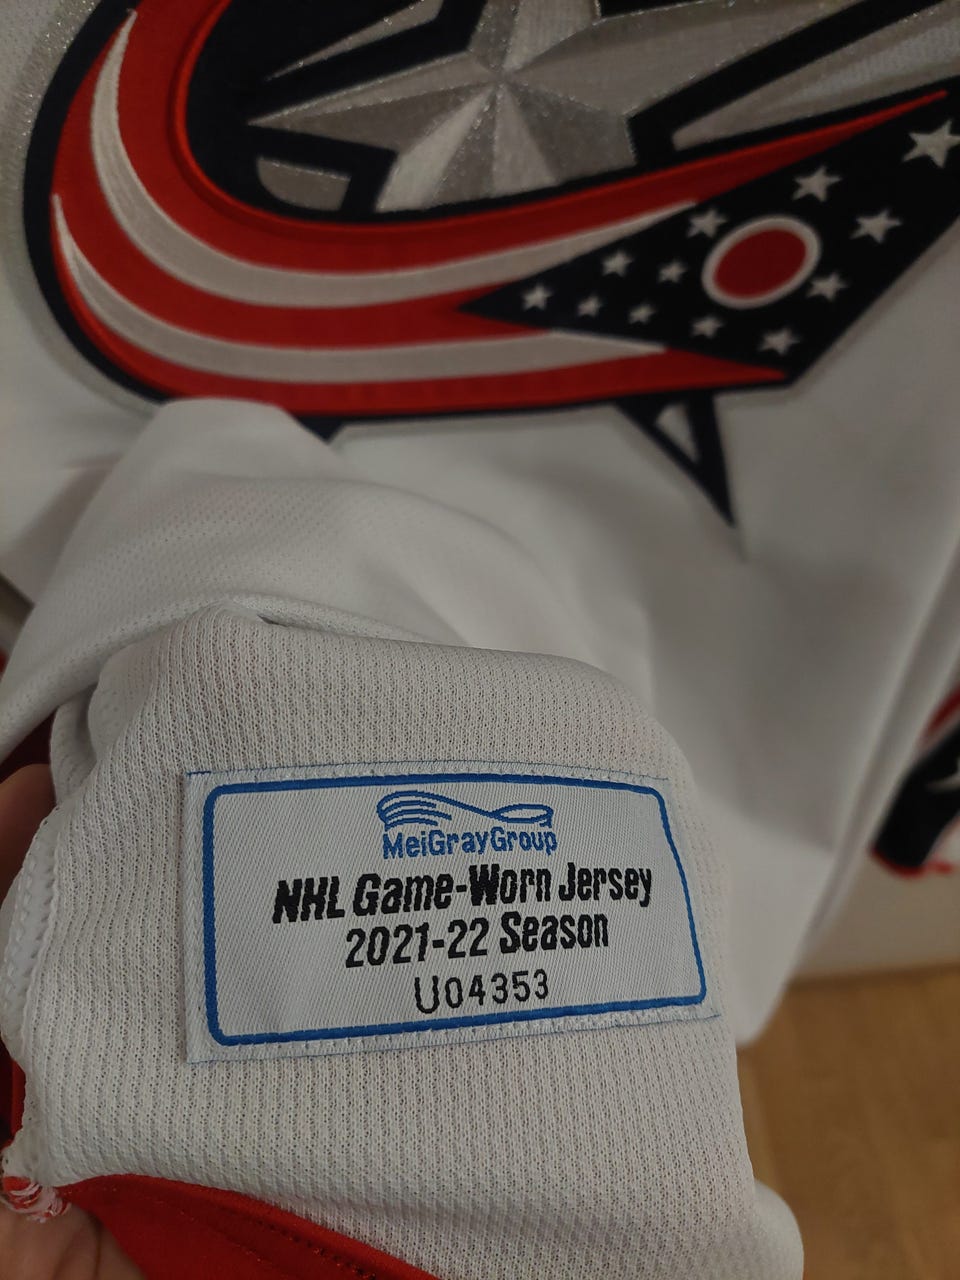 MeiGrayGroup
NHL Game-Worn Jersey
2021-22 Season
U04353